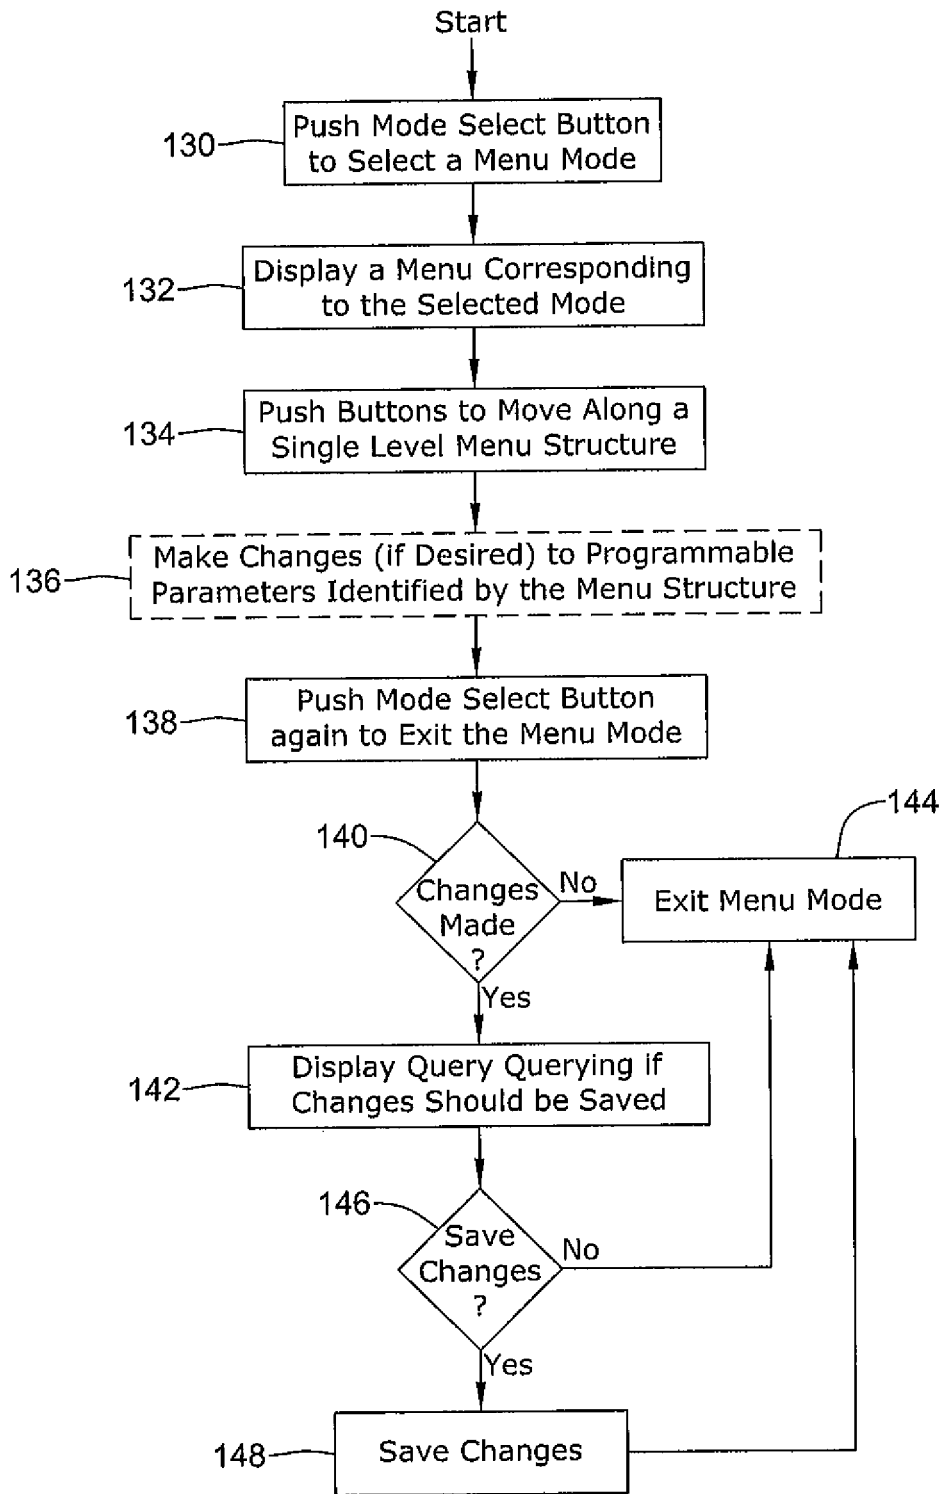 Start
130
Push Mode Select Button
to Select a Menu Mode
132
Display a Menu Corresponding
to the Selected Mode
134
Push Buttons to Move Along a
Single Level Menu Structure
136
Make Changes (if Desired) to Programmable
Parameters Identified by the Menu Structure
138
Push Mode Select Button
again to Exit the Menu Mode
140
Changes
Made
?
No
144
Exit Menu Mode
Yes
142
Display Query Querying if
Changes Should be Saved
146
Save
Changes
?
No
Yes
148
Save Changes